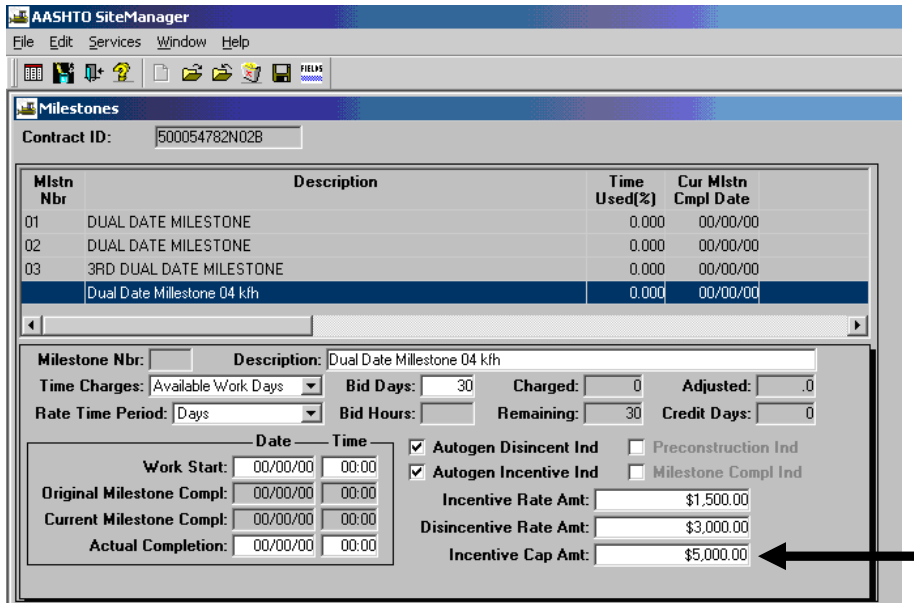 AASHTO SiteManager
File Edit Services Window Help
FIELDS
Milestones
Contract ID: 500054782N02B
Mlstn Nbr Description Time Used(%) Cur Mlstn Cmpl Date
01 DUAL DATE MILESTONE 0.000 00/00/00
02 DUAL DATE MILESTONE 0.000 00/00/00
03 3RD DUAL DATE MILESTONE 0.000 00/00/00
Dual Date Millestone 04 kfh 0.000 00/00/00
Milestone Nbr: Description: Dual Date Millestone 04 kfh
Time Charges: Available Work Days Bid Days: 30 Charged: 0 Adjusted: .0
Rate Time Period: Days Bid Hours: Remaining: 30 Credit Days: 0
Date Time
Work Start: 00/00/00 00:00
Original Milestone Compl: 00/00/00 00:00
Current Milestone Compl: 00/00/00 00:00
Actual Completion: 00/00/00 00:00
Autogen Disincent Ind Preconstruction Ind
Autogen Incentive Ind Milestone Compl Ind
Incentive Rate Amt: $1,500.00
Disincentive Rate Amt: $3,000.00
Incentive Cap Amt: $5,000.00